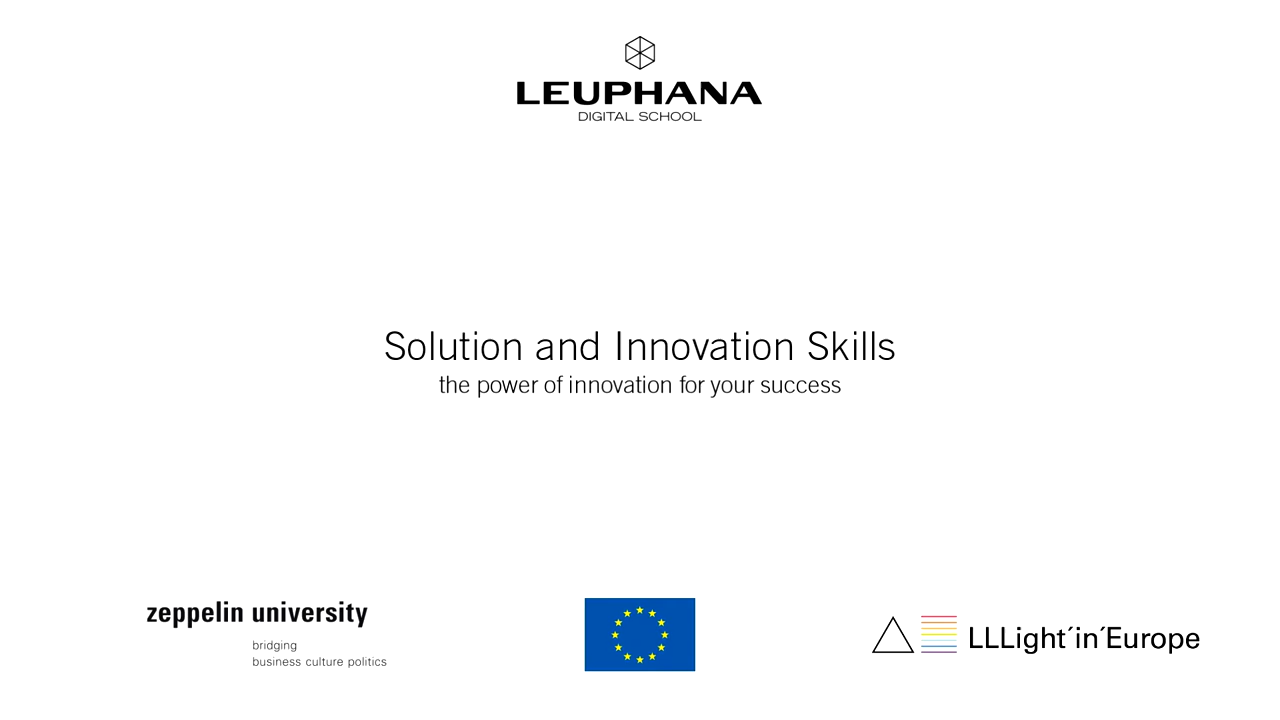 LEUPHANA
DIGITAL SCHOOL
Solution and Innovation Skills
the power of innovation for your success
zeppelin university
bridging
business culture politics
LLLight´in´Europe